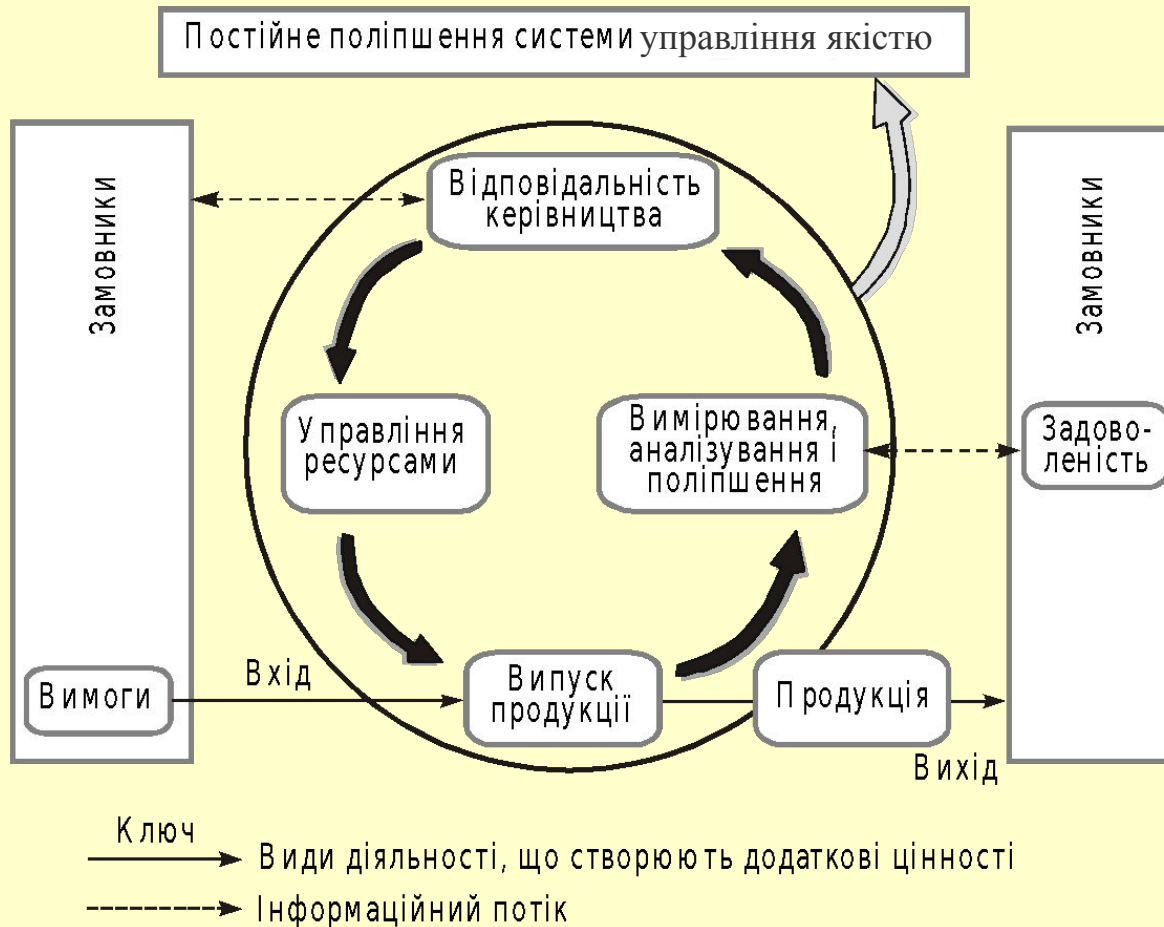 Постійне поліпшення системи управління якістю
Замовники
Відповідальність
керівництва
Замовники
Управління
ресурсами
Вимірювання,
аналізування і
поліпшення
Задово-
леність
Вимоги
Вхід
Випуск
продукції
Продукція
Вихід
Ключ
Види діяльності, що створюють додаткові цінності
Інформаційний потік